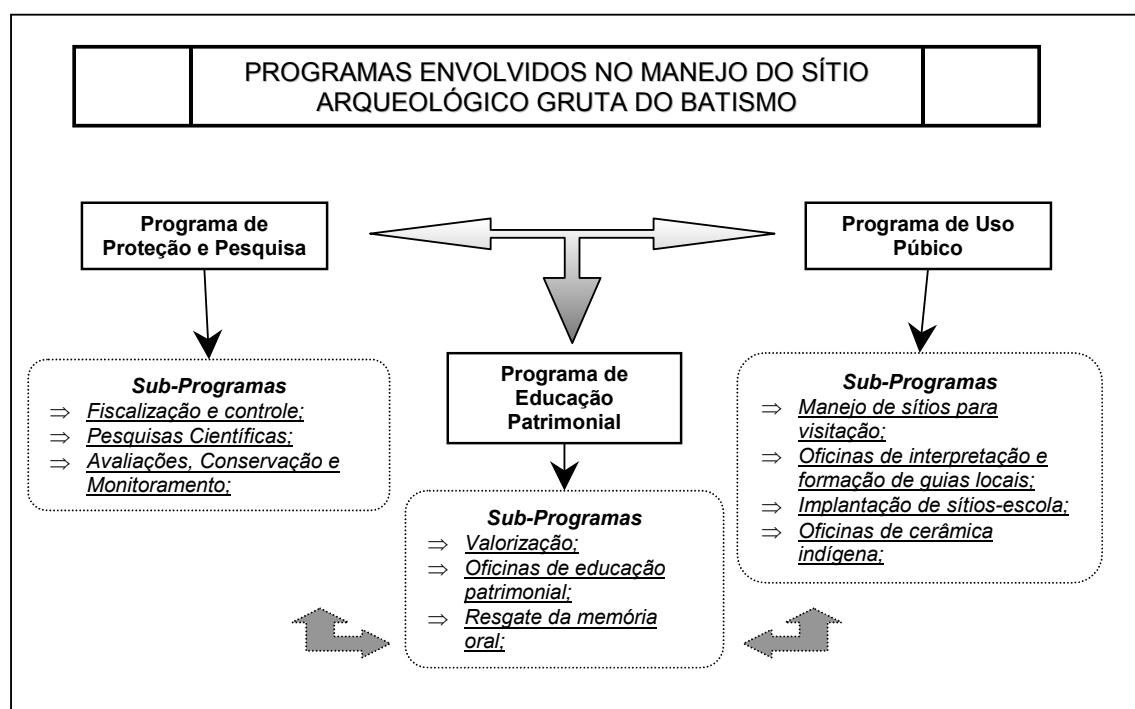 PROGRAMAS ENVOLVIDOS NO MANEJO DO SÍTIO
ARQUEOLÓGICO GRUTA DO BATISMO
Programa de
Proteção e Pesquisa
Sub-Programas
⇒ Fiscalização e controle;
⇒ Pesquisas Científicas;
⇒ Avaliações, Conservação e
Monitoramento;
Programa de
Educação
Patrimonial
Sub-Programas
⇒ Valorização;
⇒ Oficinas de educação
patrimonial;
⇒ Resgate da memória
oral;
Programa de Uso
Púbico
Sub-Programas
⇒ Manejo de sítios para
visitação;
⇒ Oficinas de interpretação e
formação de guias locais;
⇒ Implantação de sítios-escola;
⇒ Oficinas de cerâmica
indígena;